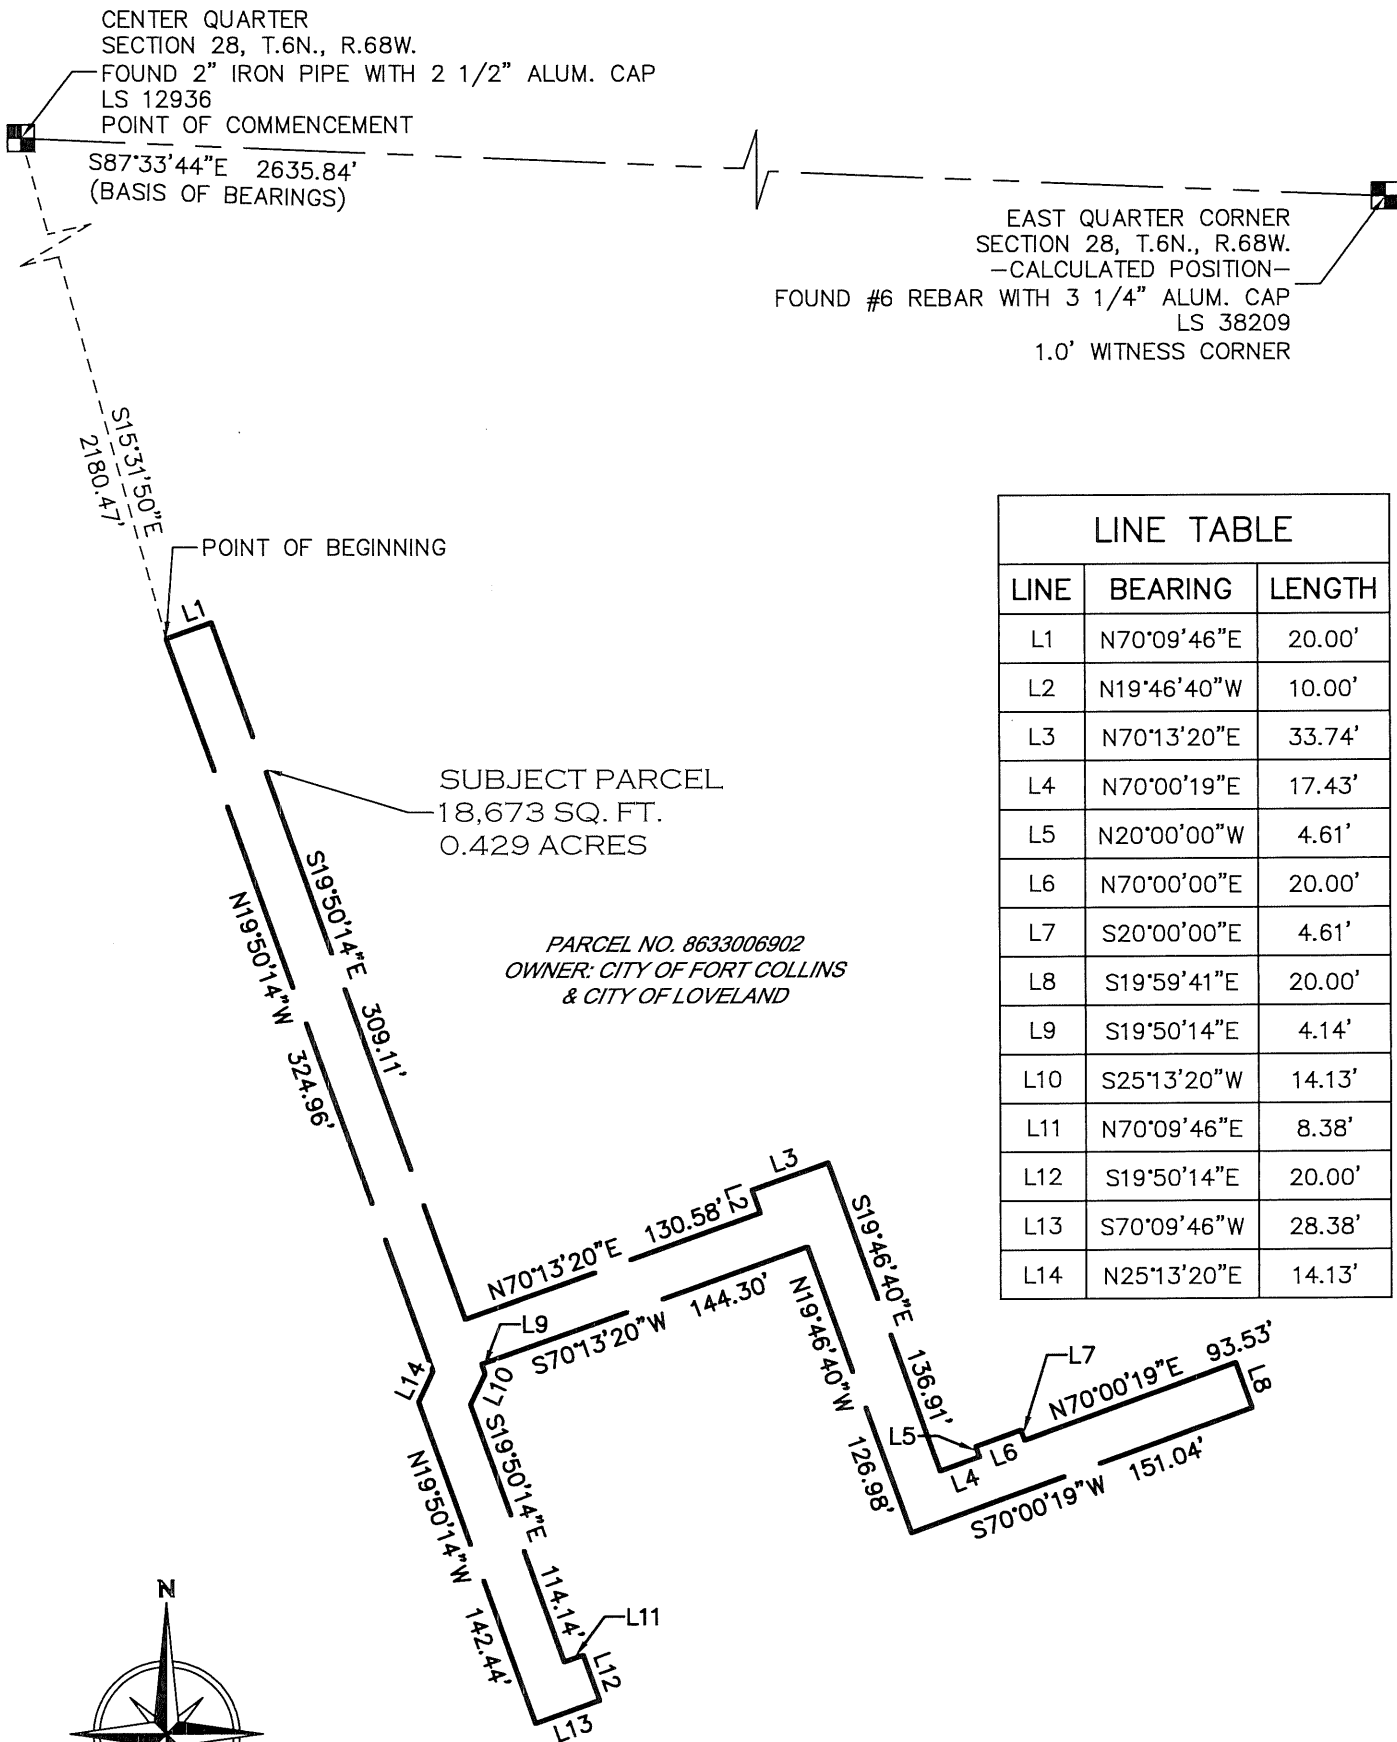 CENTER QUARTER
SECTION 28, T.6N., R.68W.
FOUND 2" IRON PIPE WITH 2 1/2" ALUM. CAP
LS 12936
POINT OF COMMENCEMENT
S87°33'44"E 2635.84'
(BASIS OF BEARINGS)
EAST QUARTER CORNER
SECTION 28, T.6N., R.68W.
-CALCULATED POSITION-
FOUND #6 REBAR WITH 3 1/4" ALUM. CAP
LS 38209
1.0' WITNESS CORNER
S15°31'50"E
2180.47'
POINT OF BEGINNING
L1
SUBJECT PARCEL
18,673 SQ. FT.
0.429 ACRES
S19°50'14"E 309.11'
N19°50'14"W 324.96'
PARCEL NO. 8633006902
OWNER: CITY OF FORT COLLINS
& CITY OF LOVELAND
LINE TABLE
LINE BEARING LENGTH
L1 N70°09'46"E 20.00'
L2 N19°46'40"W 10.00'
L3 N70°13'20"E 33.74'
L4 N70°00'19"E 17.43'
L5 N20°00'00"W 4.61'
L6 N70°00'00"E 20.00'
L7 S20°00'00"E 4.61'
L8 S19°59'41"E 20.00'
L9 S19°50'14"E 4.14'
L10 S25°13'20"W 14.13'
L11 N70°09'46"E 8.38'
L12 S19°50'14"E 20.00'
L13 S70°09'46"W 28.38'
L14 N25°13'20"E 14.13'
N70°13'20"E 130.58'
L2
L3
S19°46'40"E 136.91'
S70°13'20"W 144.30'
N19°46'40"W 126.98'
L9
L10
L14
L5
L4
L6
L7
N70°00'19"E 93.53'
L8
S70°00'19"W 151.04'
S19°50'14"E 114.14'
N19°50'14"W 142.44'
L11
L12
L13
N